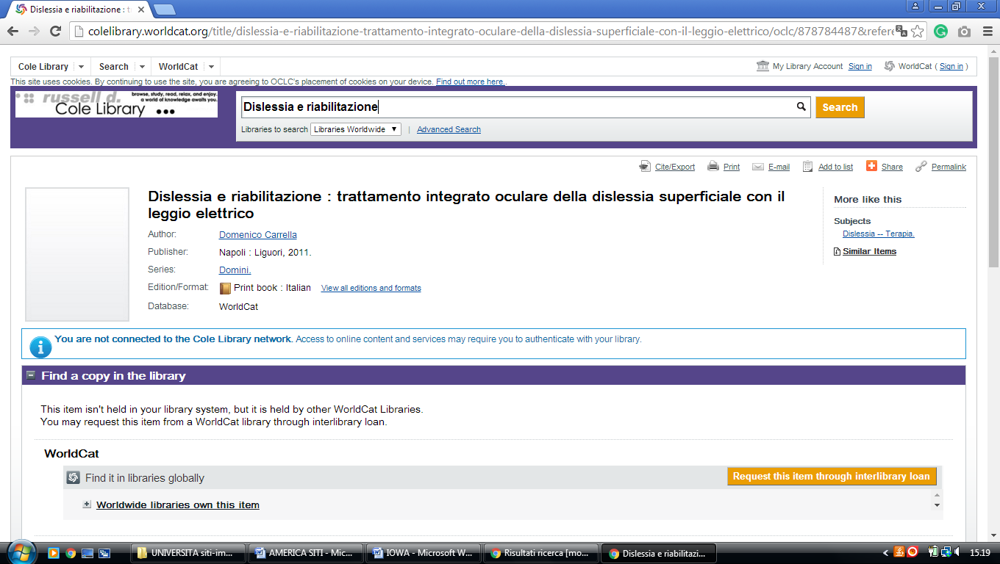 Dislessia e riabilitazione : t
colelibrary.worldcat.org/title/dislessia-e-riabilitazione-trattamento-integrato-oculare-della-dislessia-superficiale-con-il-leggio-elettrico/oclc/878784487&refere
Cole Library Search WorldCat My Library Account Sign in WorldCat ( Sign in )
This site uses cookies. By continuing to use the site, you are agreeing to OCLC's placement of cookies on your device. Find out more here..
russell d. browse, study, read, relax, and enjoy.
a world of knowledge awaits you.
Cole Library
Dislessia e riabilitazione Search
Libraries to search Libraries Worldwide | Advanced Search
Cite/Export Print E-mail Add to list Share Permalink
Dislessia e riabilitazione : trattamento integrato oculare della dislessia superficiale con il
leggio elettrico
Author: Domenico Carrella
Publisher: Napoli : Liguori, 2011.
Series: Domini.
Edition/Format: Print book : Italian View all editions and formats
Database: WorldCat
More like this
Subjects
Dislessia -- Terapia.
Similar Items
You are not connected to the Cole Library network. Access to online content and services may require you to authenticate with your library.
Find a copy in the library
This item isn't held in your library system, but it is held by other WorldCat Libraries.
You may request this item from a WorldCat library through interlibrary loan.
WorldCat
Find it in libraries globally Request this item through interlibrary loan
Worldwide libraries own this item
UNIVERSITA siti-im... AMERICA SITI - Mic... IOWA - Microsoft W... Risultati ricerca [mo... Dislessia e riabilitazi... 15.19